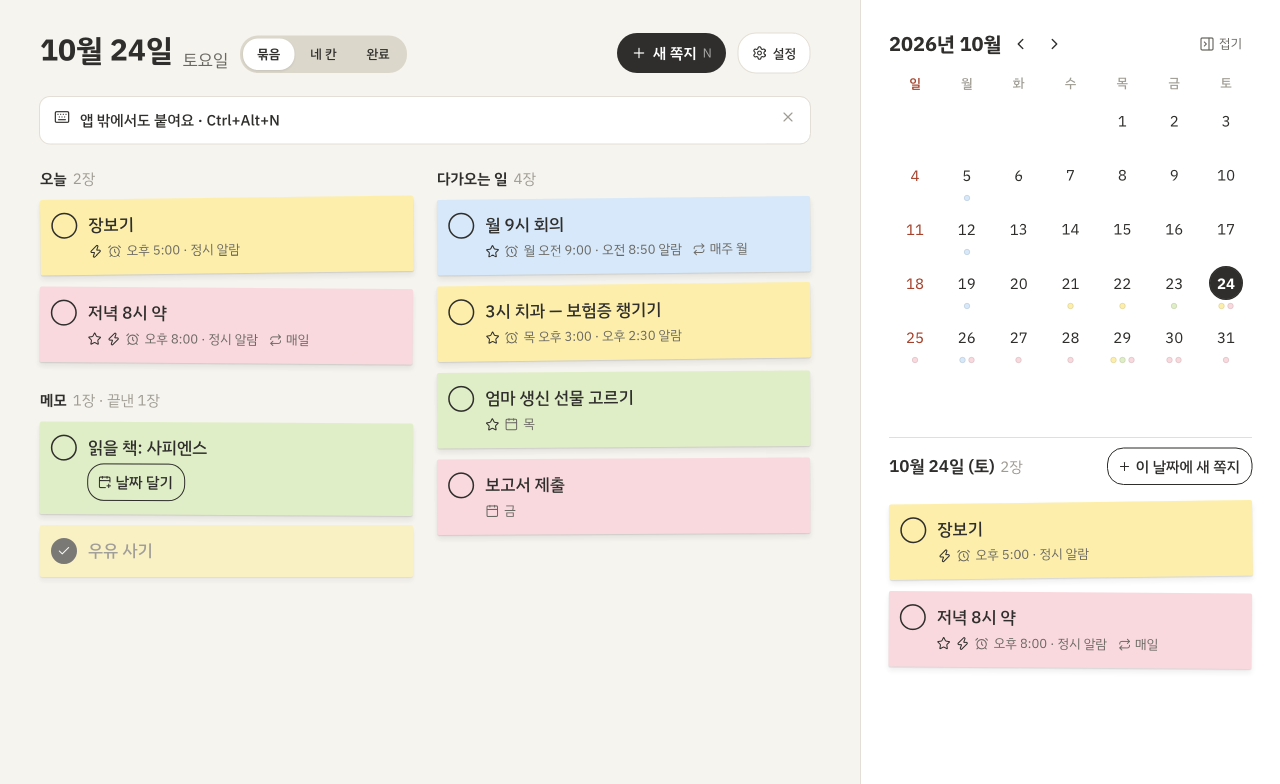 10월 24일 토요일 묶음 네 칸 완료 + 새 쪽지 N 설정
앱 밖에서도 붙여요 · Ctrl+Alt+N
오늘 2장
장보기
오후 5:00 · 정시 알람
저녁 8시 약
오후 8:00 · 정시 알람 매일
메모 1장 · 끝낸 1장
읽을 책: 사피엔스
날짜 달기
우유 사기
다가오는 일 4장
월 9시 회의
월 오전 9:00 · 오전 8:50 알람 매주 월
3시 치과 — 보험증 챙기기
목 오후 3:00 · 오후 2:30 알람
엄마 생신 선물 고르기
목
보고서 제출
금
2026년 10월 접기
일 월 화 수 목 금 토
1 2 3
4 5 6 7 8 9 10
11 12 13 14 15 16 17
18 19 20 21 22 23 24
25 26 27 28 29 30 31
10월 24일 (토) 2장 + 이 날짜에 새 쪽지
장보기
오후 5:00 · 정시 알람
저녁 8시 약
오후 8:00 · 정시 알람 매일